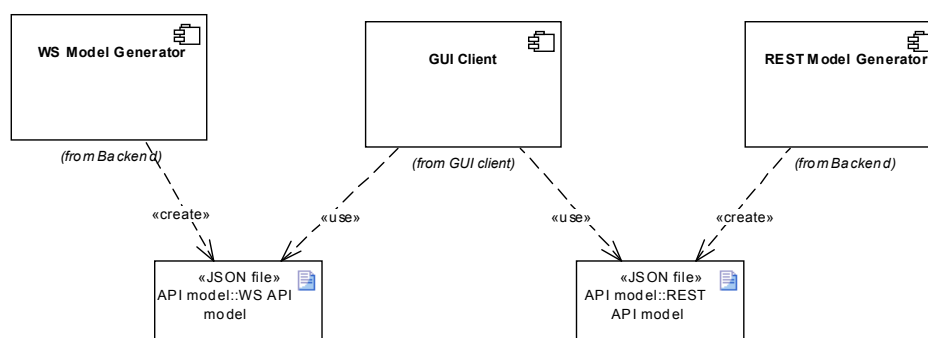 WS Model Generator
GUI Client
REST Model Generator
(from Backend)
(from GUI client)
(from Backend)
«create»
«use»
«use»
«create»
«JSON file»
API model::WS API
model
«JSON file»
API model::REST
API model